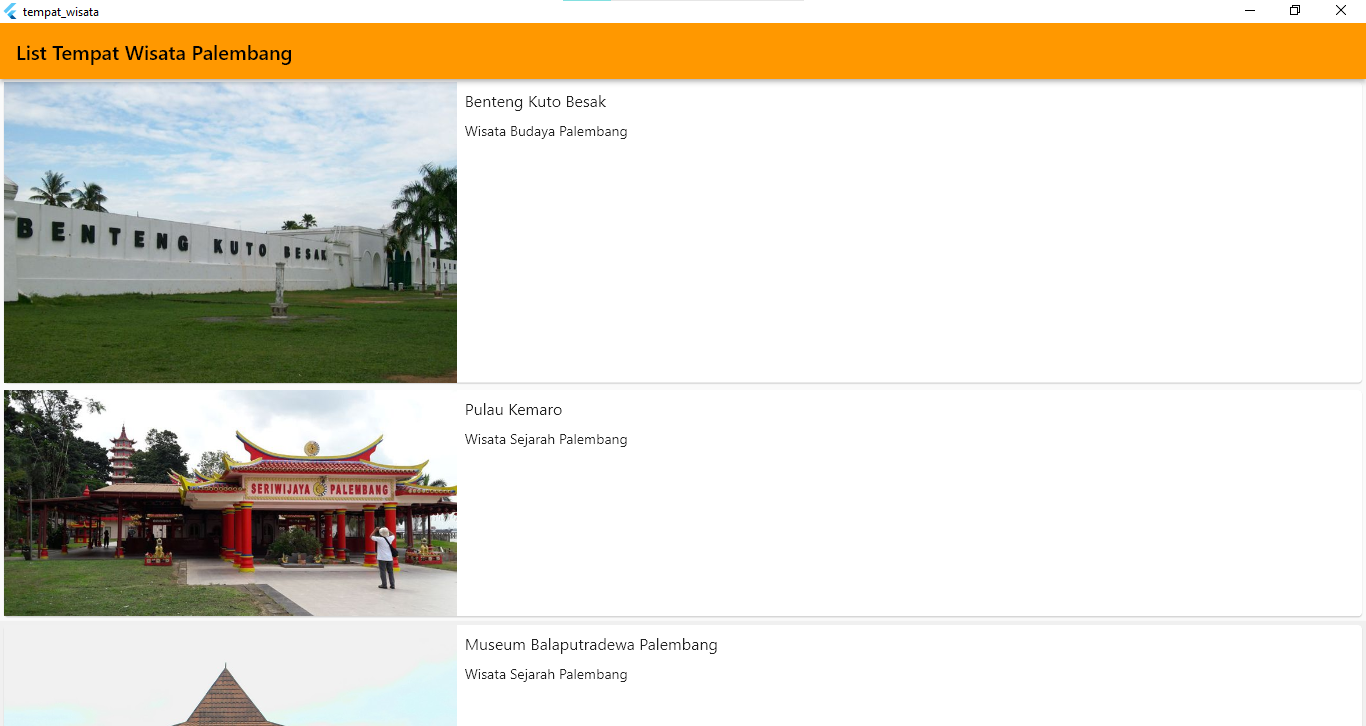 tempat_wisata
List Tempat Wisata Palembang
Benteng Kuto Besak
Wisata Budaya Palembang
BENTENG KUTO BESAK
Pulau Kemaro
Wisata Sejarah Palembang
SERIWIJAYA PALEMBANG
Museum Balaputradewa Palembang
Wisata Sejarah Palembang